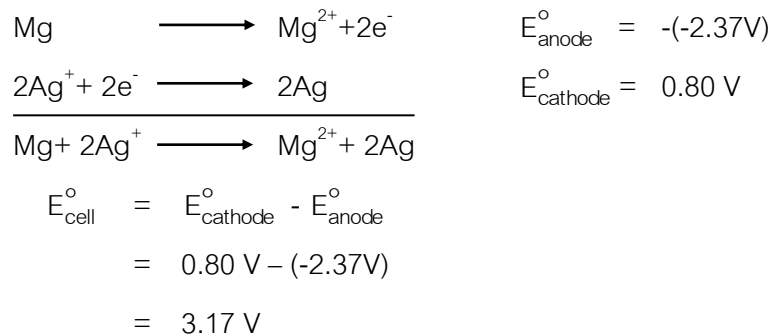 Mg ⟶ Mg²⁺+2e⁻ E°anode = -(-2.37V)
2Ag⁺+ 2e⁻ ⟶ 2Ag E°cathode = 0.80 V
Mg+ 2Ag⁺ ⟶ Mg²⁺+ 2Ag
E°cell = E°cathode - E°anode
= 0.80 V – (-2.37V)
= 3.17 V